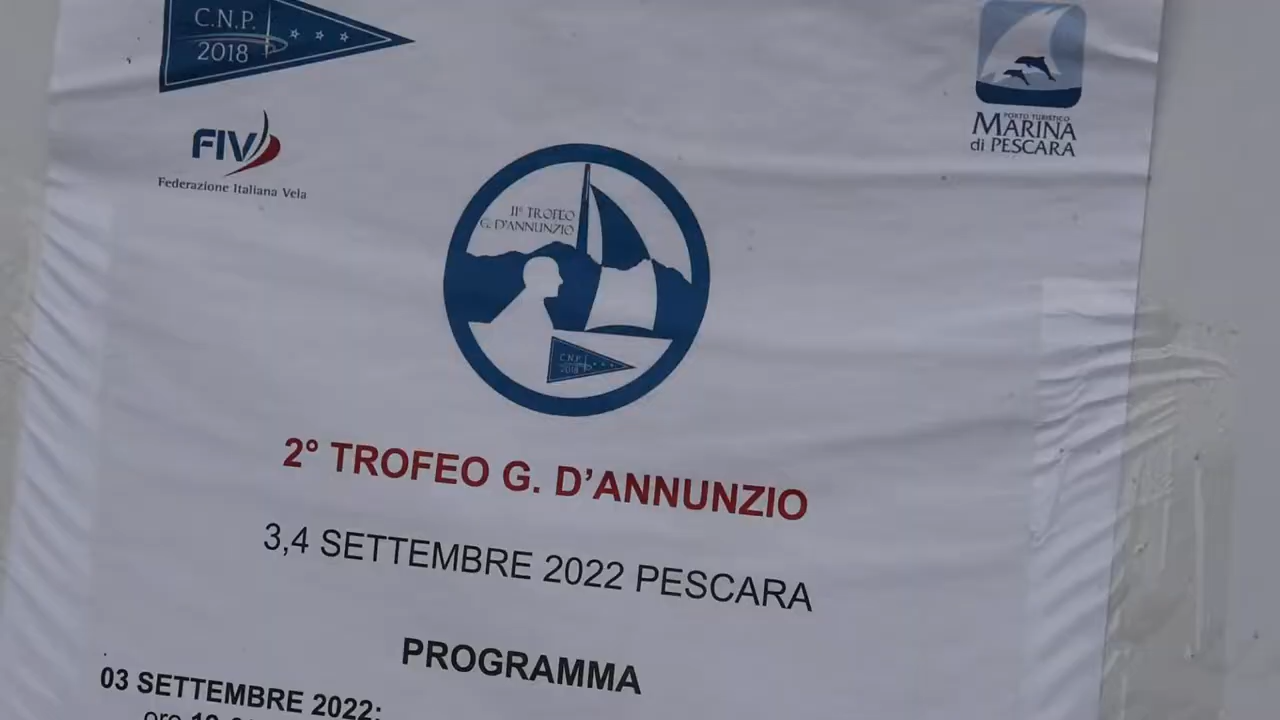 C.N.P.
2018
FIV
Federazione Italiana Vela
PORTO TURISTICO
MARINA
di PESCARA
II° TROFEO
G. D'ANNUNZIO
C.N.P.
2018
2° TROFEO G. D'ANNUNZIO
3,4 SETTEMBRE 2022 PESCARA
PROGRAMMA
03 SETTEMBRE 2022:
ore